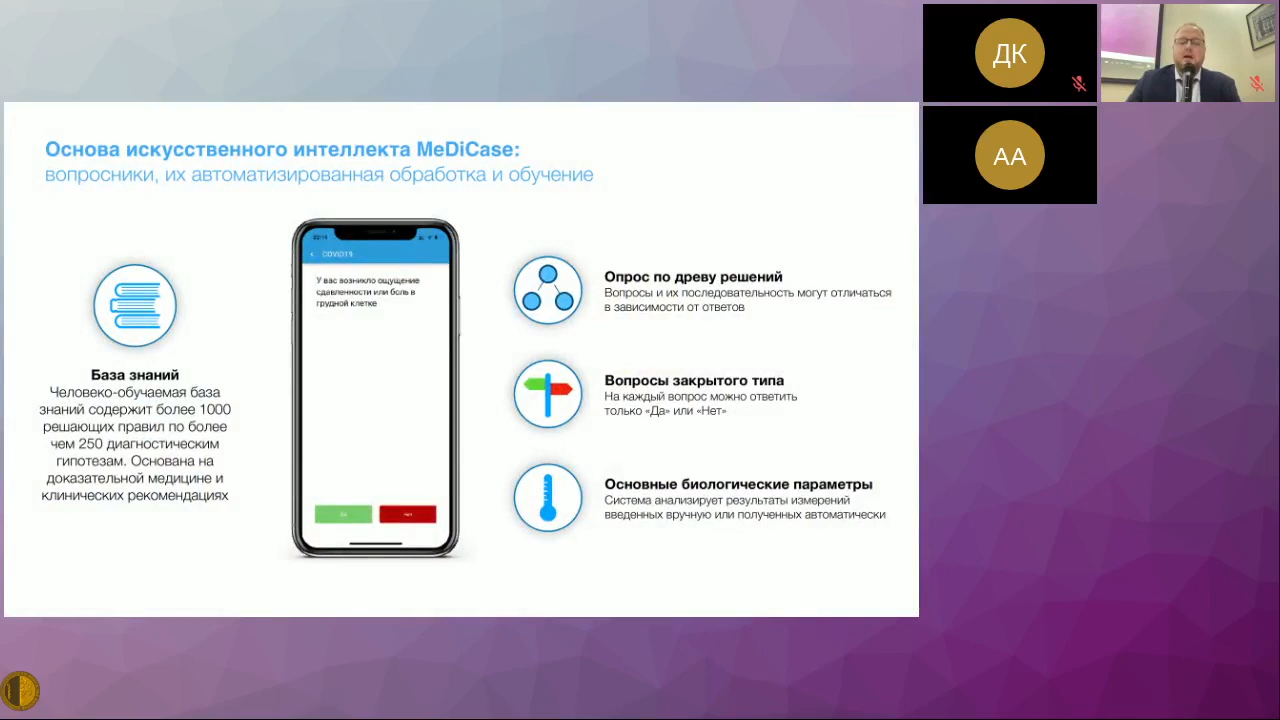 Основа искусственного интеллекта MeDiCase:
вопросники, их автоматизированная обработка и обучение
База знаний
Человеко-обучаемая база
знаний содержит более 1000
решающих правил по более
чем 250 диагностическим
гипотезам. Основана на
доказательной медицине и
клинических рекомендациях
COVID19
У вас возникло ощущение
сдавленности или боль в
грудной клетке
Опрос по древу решений
Вопросы и их последовательность могут отличаться
в зависимости от ответов
Вопросы закрытого типа
На каждый вопрос можно ответить
только «Да» или «Нет»
Основные биологические параметры
Система анализирует результаты измерений
введенных вручную или полученных автоматически
ДК
АА